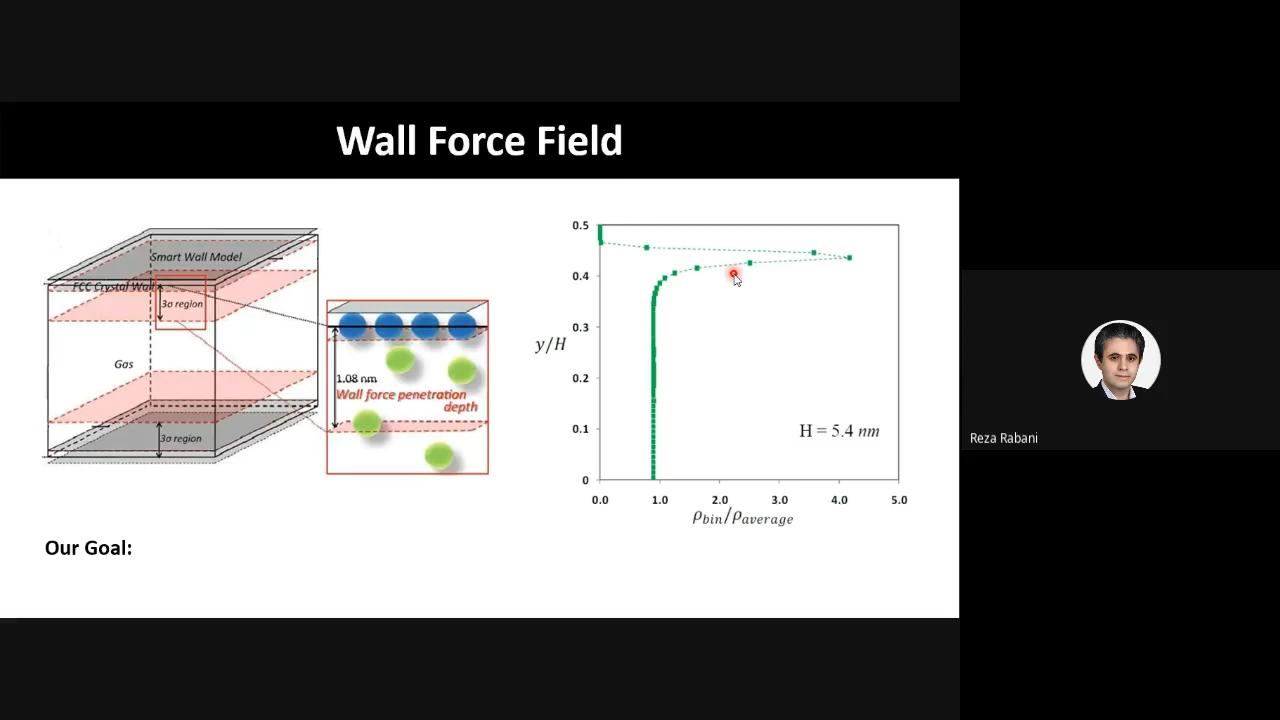 Wall Force Field
Smart Wall Model
FCC Crystal Wall
3σ region
Gas
3σ region
1.08 nm
Wall force penetration
depth
0.5
0.4
0.3
0.2
0.1
0
y/H
H = 5.4 nm
0.0 1.0 2.0 3.0 4.0 5.0
ρbin/ρaverage
Our Goal:
Reza Rabani